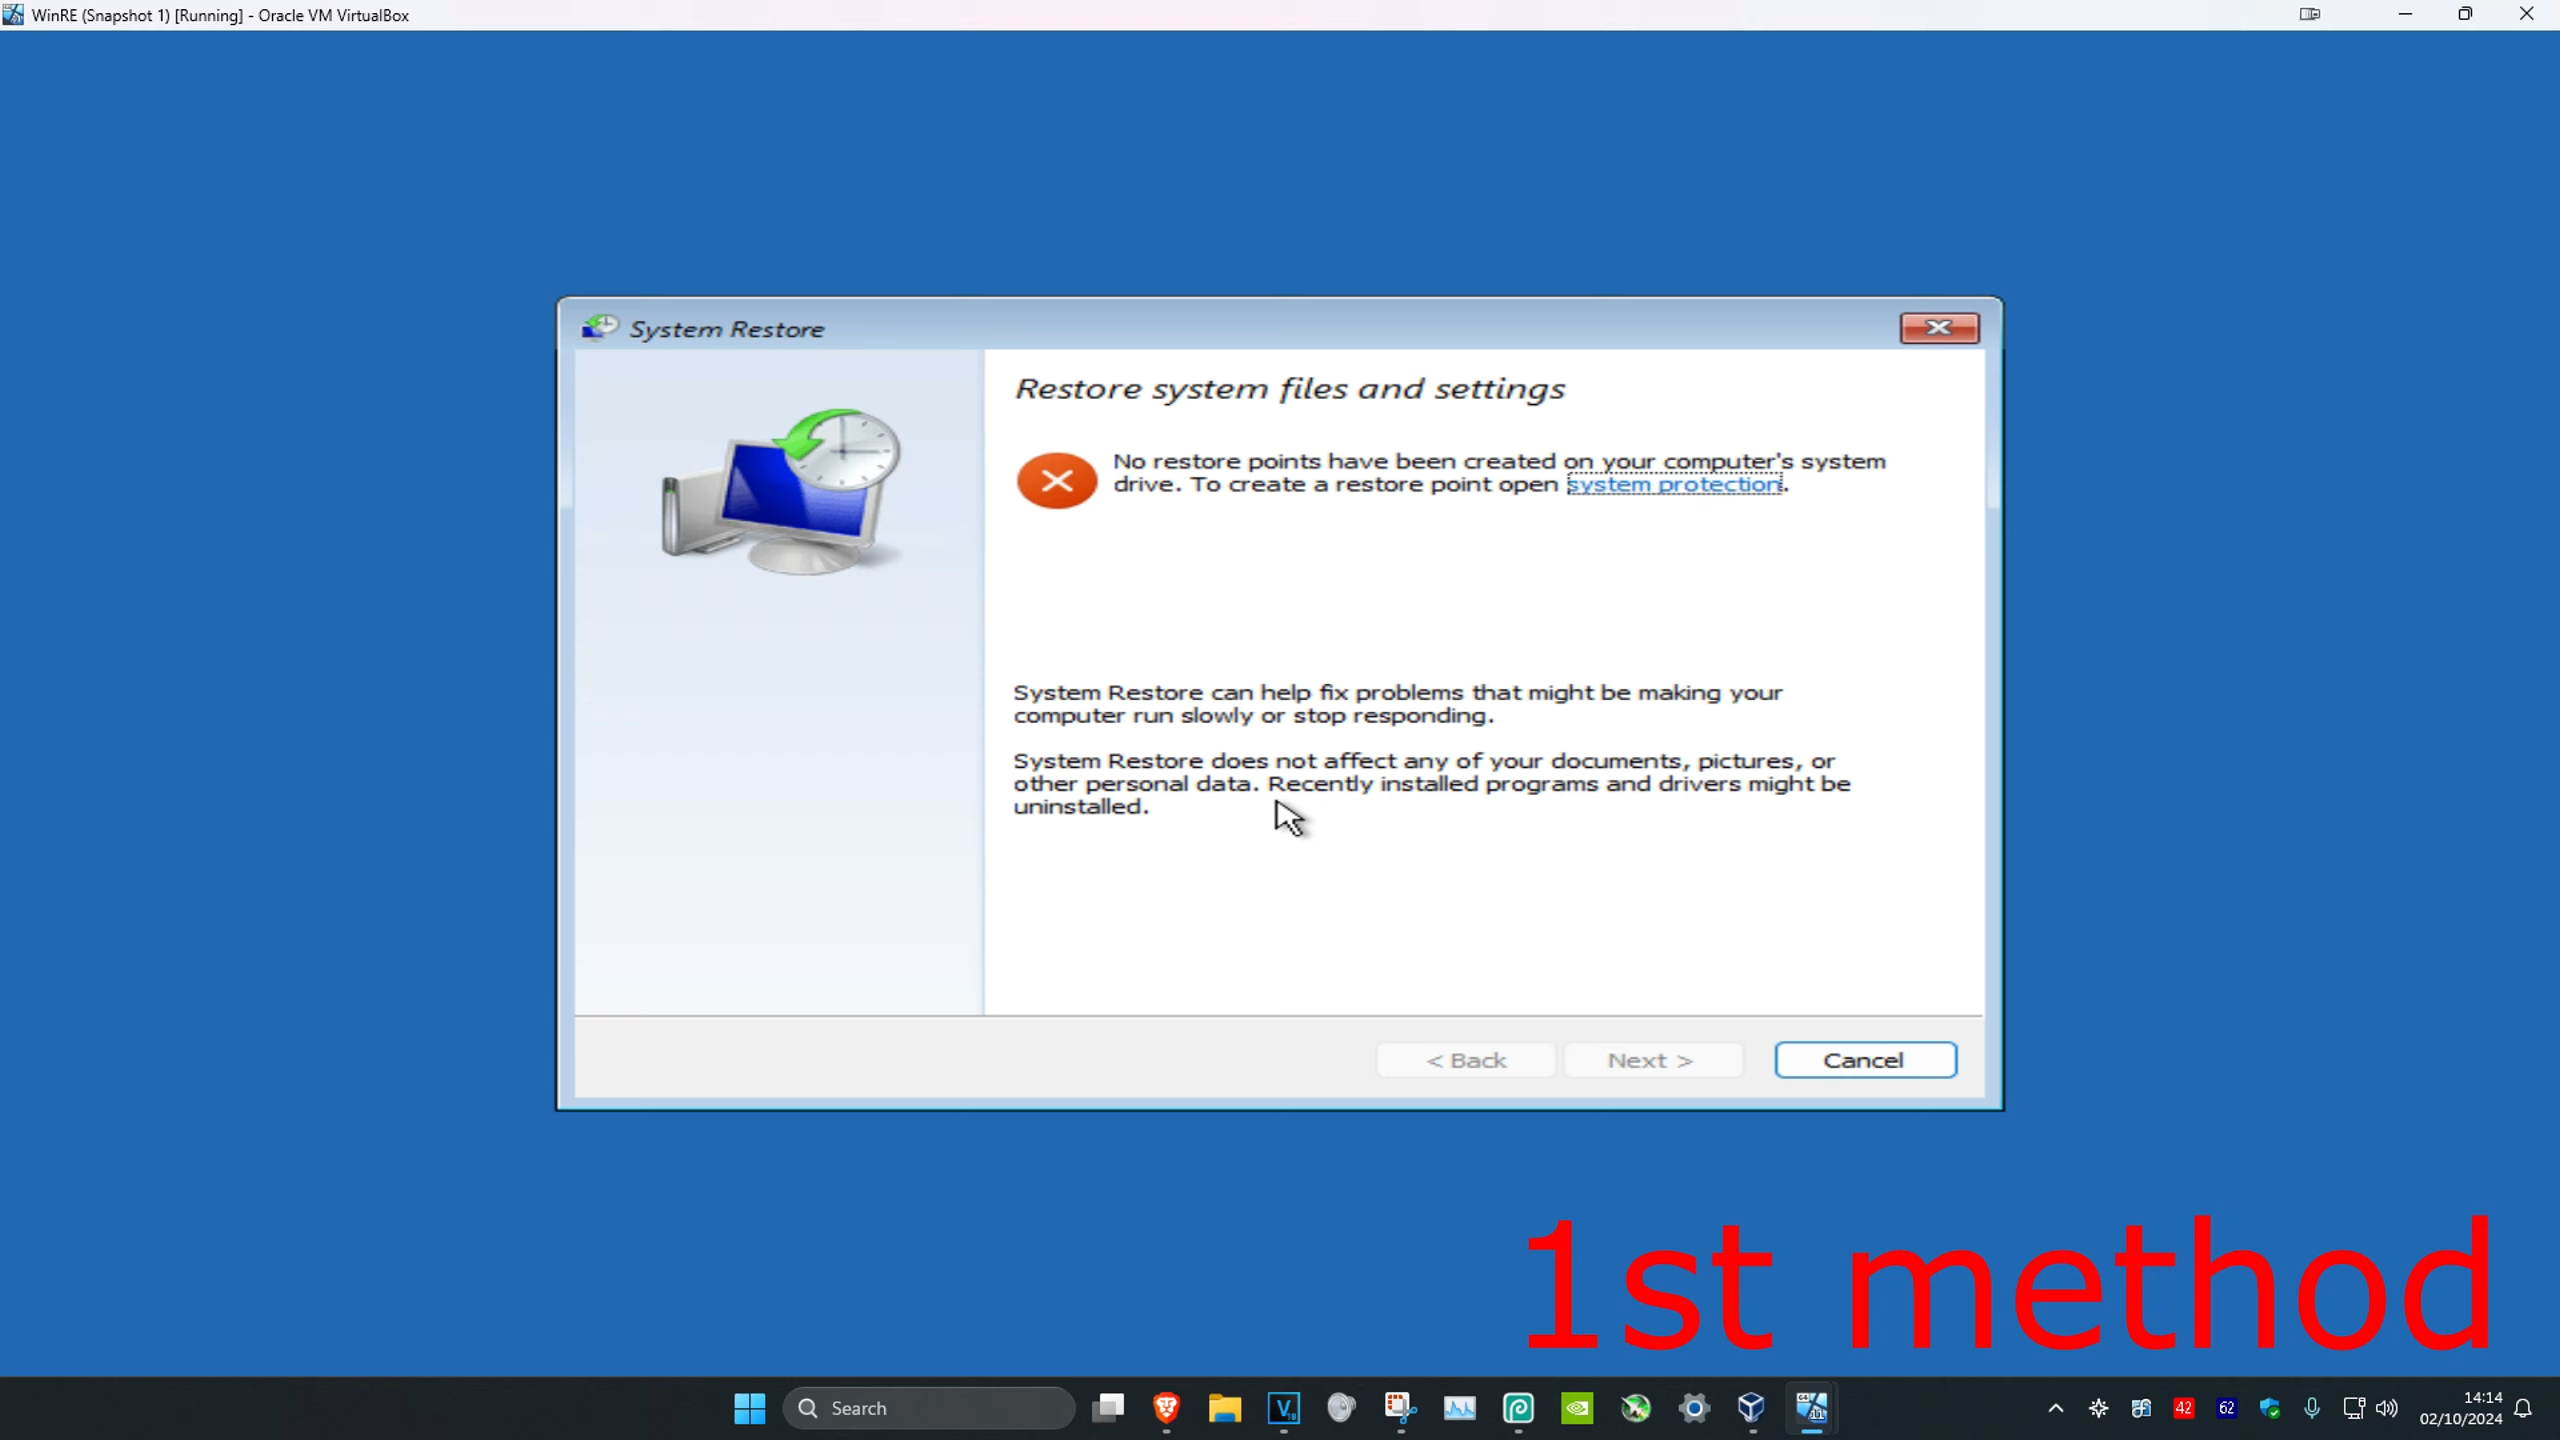 WinRE (Snapshot 1) [Running] - Oracle VM VirtualBox
System Restore
Restore system files and settings
No restore points have been created on your computer's system
drive. To create a restore point open system protection.
System Restore can help fix problems that might be making your
computer run slowly or stop responding.
System Restore does not affect any of your documents, pictures, or
other personal data. Recently installed programs and drivers might be
uninstalled.
< Back
Next >
Cancel
1st method
Search
42
62
14:14
02/10/2024